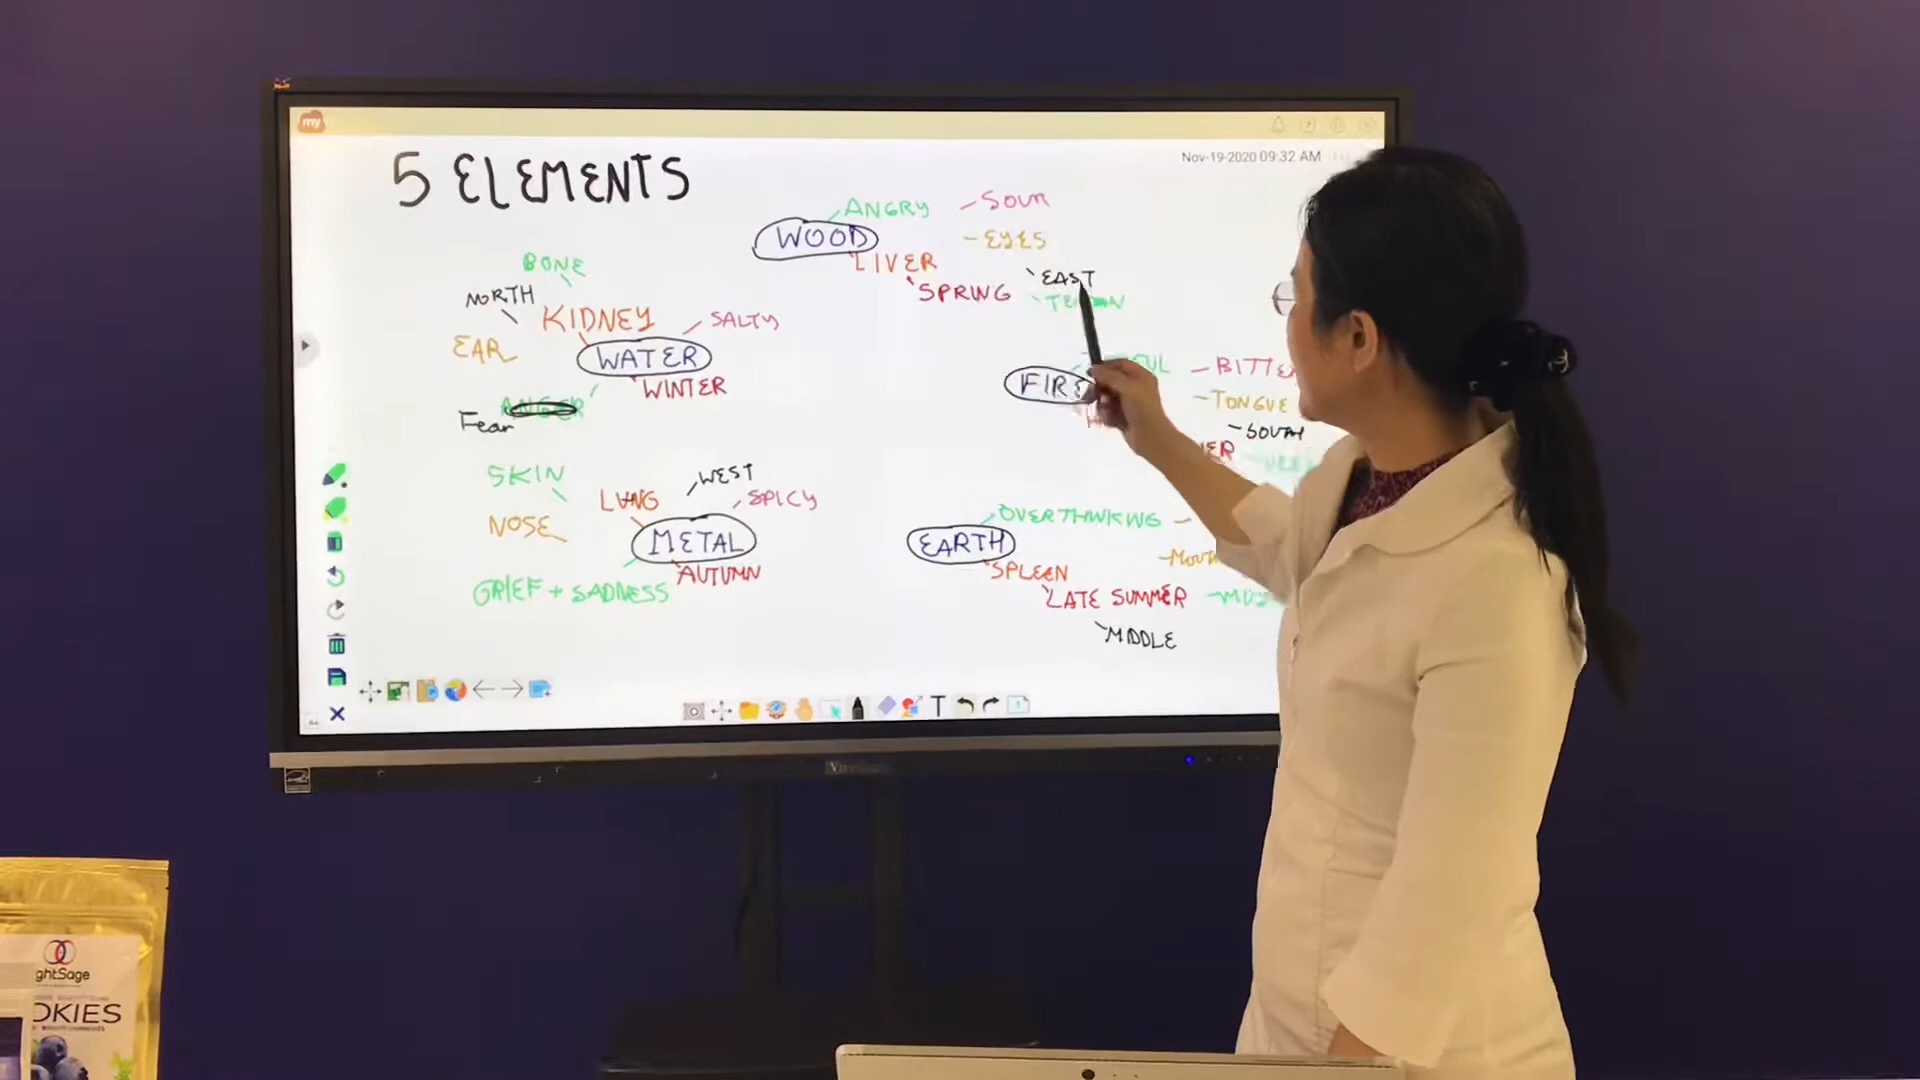 my
Nov-19-2020 09:32 AM
5 ELEMENTS
WOOD
ANGRY
SOUR
EYES
LIVER
SPRING
EAST
BONE
NORTH
KIDNEY
SALTY
EAR
WATER
WINTER
Fear
FIRE
BITTE
TONGUE
SOUTH
SKIN
WEST
LUNG
SPICY
NOSE
METAL
AUTUMN
GRIEF + SADNESS
OVERTHINKING
EARTH
SPLEEN
LATE SUMMER
MIDDLE
T
ghtSage
OKIES